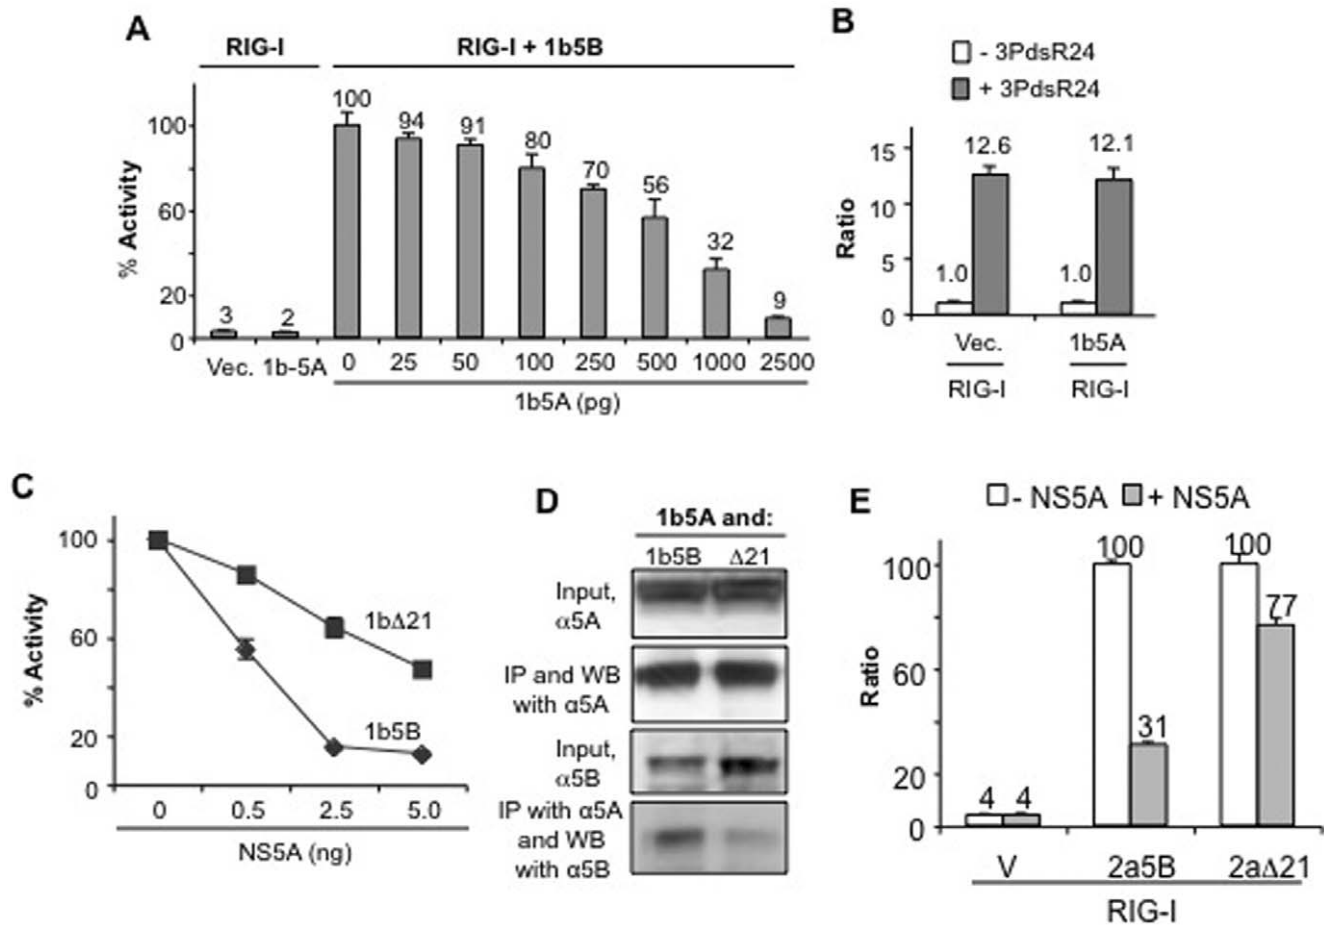 A
RIG-I
RIG-I + 1b5B
% Activity
100
60
20
0
3
2
100
94
91
80
70
56
32
9
Vec. 1b-5A
0 25 50 100 250 500 1000 2500
1b5A (pg)
B
- 3PdsR24
+ 3PdsR24
Ratio
15
10
5
0
1.0
12.6
1.0
12.1
Vec. 1b5A
RIG-I RIG-I
C
% Activity
100
60
20
0
1bΔ21
1b5B
0 0.5 2.5 5.0
NS5A (ng)
D
1b5A and:
1b5B Δ21
Input,
α5A
IP and WB
with α5A
Input,
α5B
IP with α5A
and WB
with α5B
E
- NS5A + NS5A
Ratio
100
60
20
0
4 4
100
31
100
77
V 2a5B 2aΔ21
RIG-I